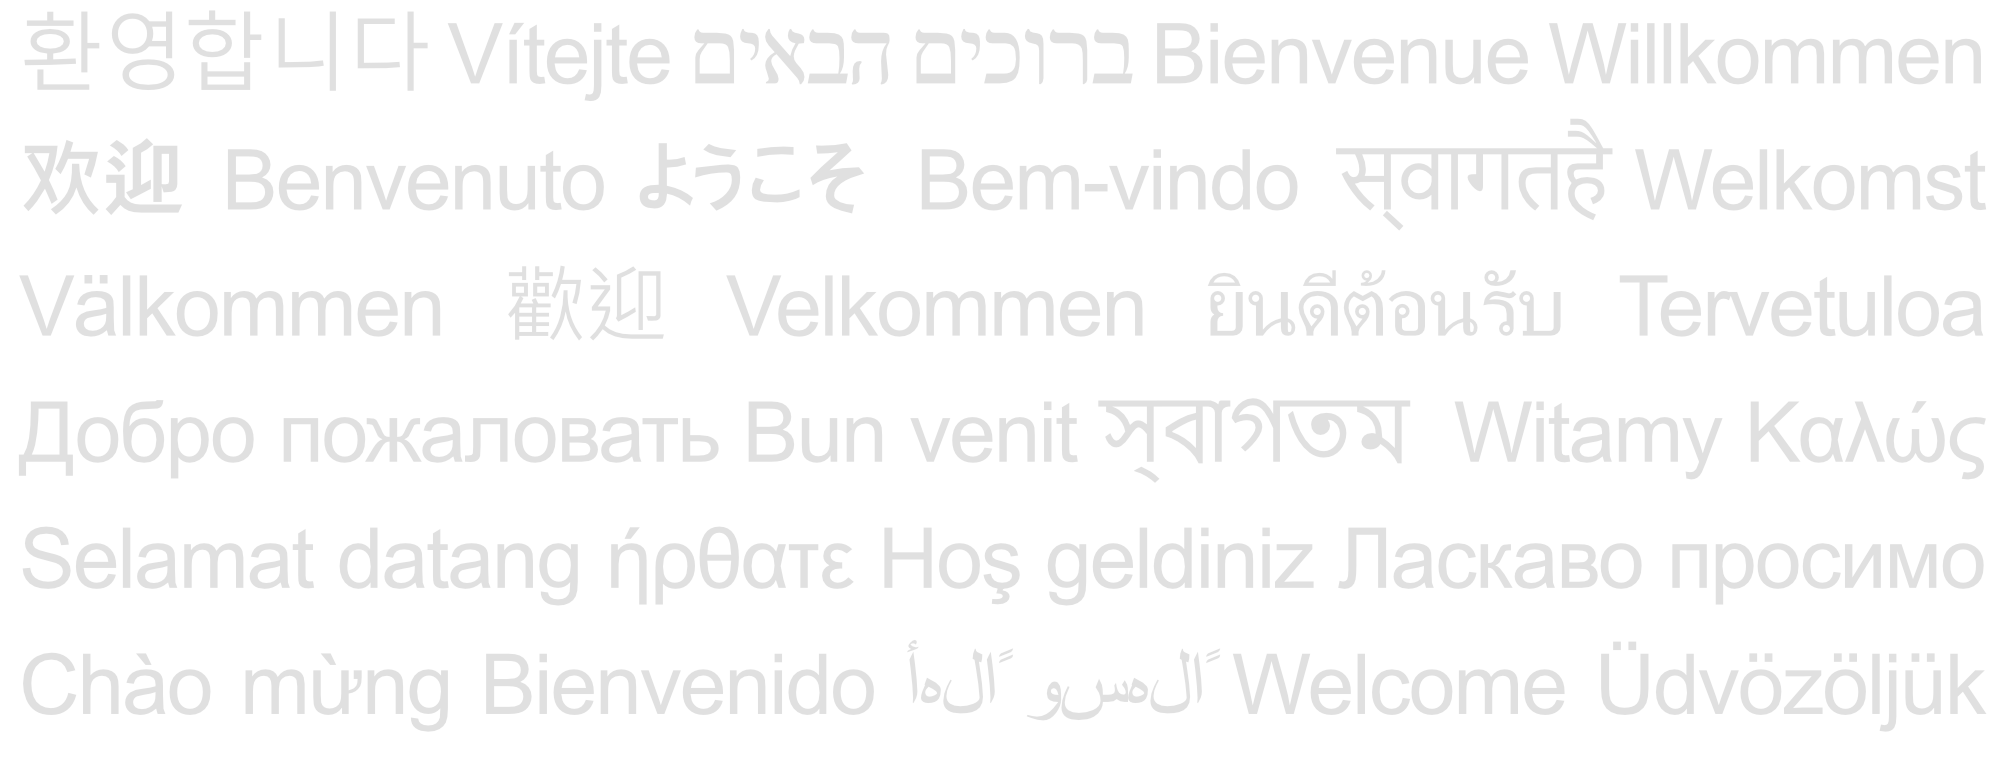 환영합니다 Vítejte ברוכים הבאים Bienvenue Willkommen
欢迎 Benvenuto ようこそ Bem-vindo स्वागत है Welkomst
Välkommen 歡迎 Velkommen ยินดีต้อนรับ Tervetuloa
Добро пожаловать Bun venit স্বাগতম Witamy Καλώς
Selamat datang ήρθατε Hoş geldiniz Ласкаво просимо
Chào mừng Bienvenido أهلاً وسهلاً Welcome Üdvözöljük